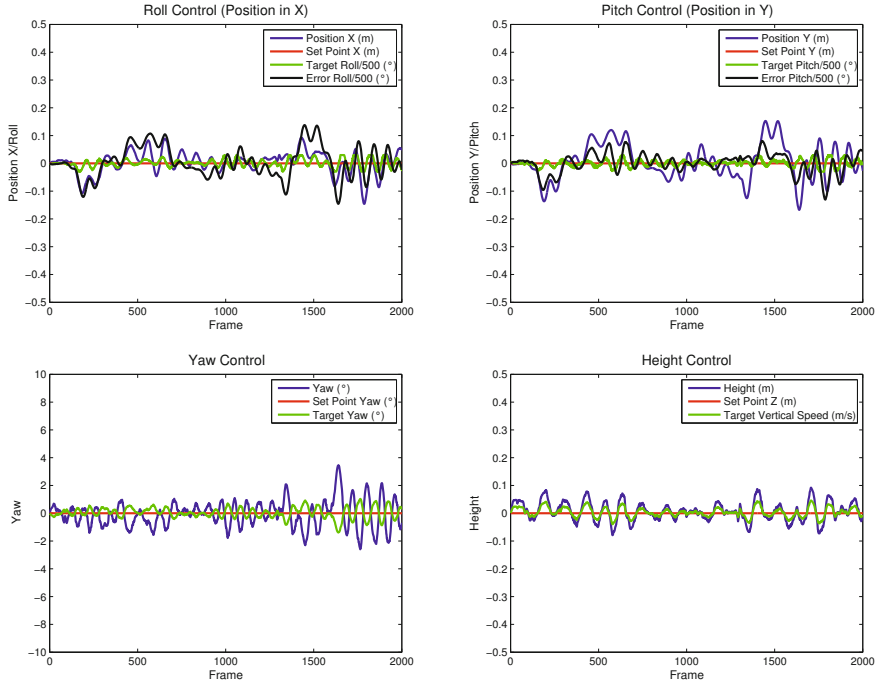 Roll Control (Position in X)
0.5
0.4
0.3
0.2
0.1
0
−0.1
−0.2
−0.3
−0.4
−0.5
Position X/Roll
Position X (m)
Set Point X (m)
Target Roll/500 (°)
Error Roll/500 (°)
0 500 1000 1500 2000
Frame
Pitch Control (Position in Y)
0.5
0.4
0.3
0.2
0.1
0
−0.1
−0.2
−0.3
−0.4
−0.5
Position Y/Pitch
Position Y (m)
Set Point Y (m)
Target Pitch/500 (°)
Error Pitch/500 (°)
0 500 1000 1500 2000
Frame
Yaw Control
10
8
6
4
2
0
−2
−4
−6
−8
−10
Yaw
Yaw (°)
Set Point Yaw (°)
Target Yaw (°)
0 500 1000 1500 2000
Frame
Height Control
0.5
0.4
0.3
0.2
0.1
0
−0.1
−0.2
−0.3
−0.4
−0.5
Height
Height (m)
Set Point Z (m)
Target Vertical Speed (m/s)
0 500 1000 1500 2000
Frame